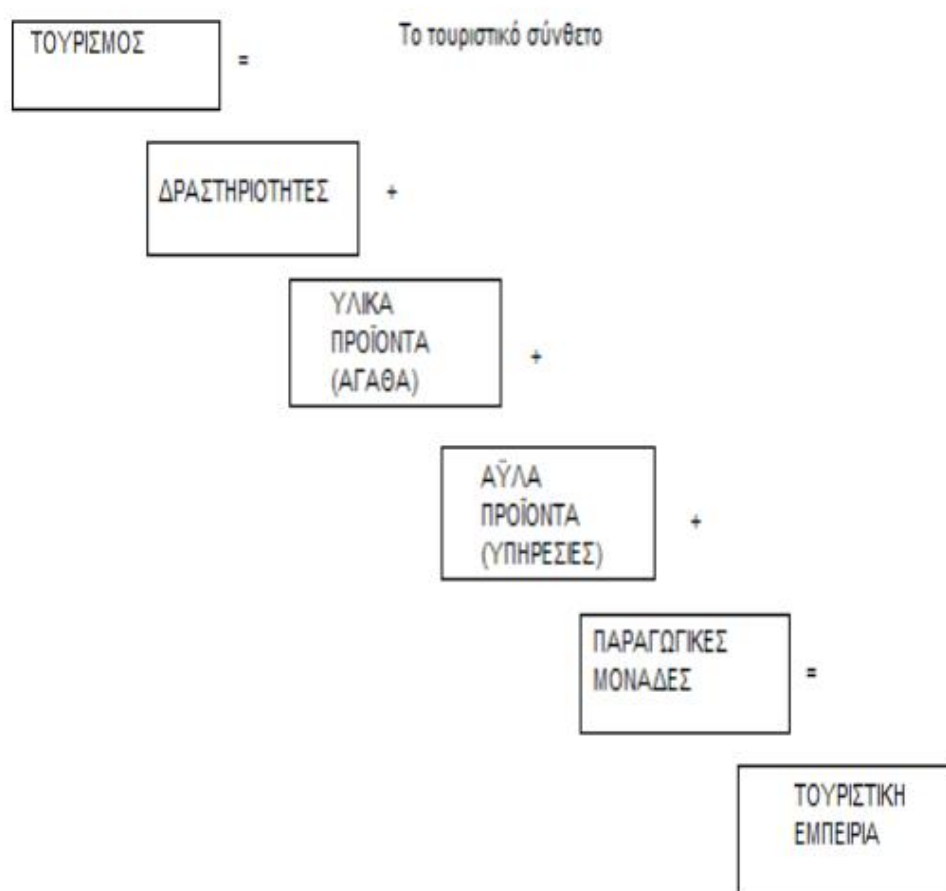 Το τουριστικό σύνθετο
ΤΟΥΡΙΣΜΟΣ
=
ΔΡΑΣΤΗΡΙΟΤΗΤΕΣ
+
ΥΛΙΚΑ
ΠΡΟΪΟΝΤΑ
(ΑΓΑΘΑ)
+
ΑΫΛΑ
ΠΡΟΪΟΝΤΑ
(ΥΠΗΡΕΣΙΕΣ)
+
ΠΑΡΑΓΩΓΙΚΕΣ
ΜΟΝΑΔΕΣ
=
ΤΟΥΡΙΣΤΙΚΗ
ΕΜΠΕΙΡΙΑ